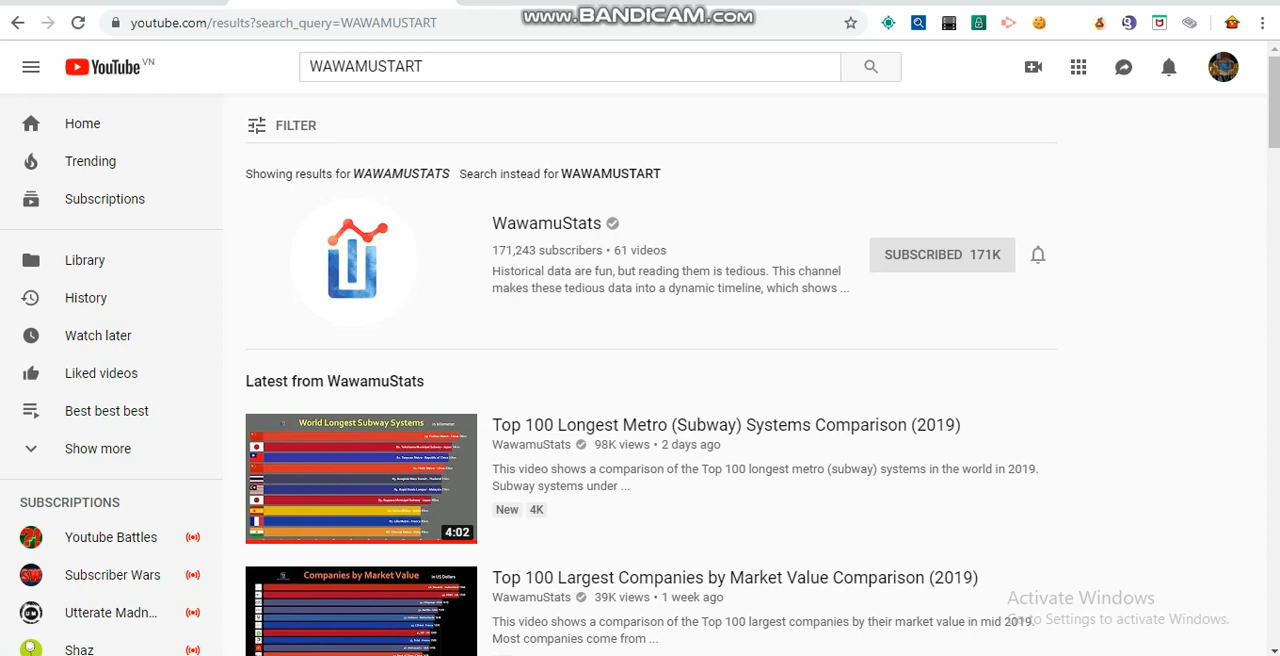 youtube.com/results?search_query=WAWAMUSTART
www.BANDICAM.com
YouTube VN
WAWAMUSTART
Home
Trending
Subscriptions
Library
History
Watch later
Liked videos
Best best best
Show more
SUBSCRIPTIONS
Youtube Battles
Subscriber Wars
Utterate Madn...
Shaz
FILTER
Showing results for WAWAMUSTATS Search instead for WAWAMUSTART
WawamuStats
171,243 subscribers • 61 videos
Historical data are fun, but reading them is tedious. This channel
makes these tedious data into a dynamic timeline, which shows ...
SUBSCRIBED 171K
Latest from WawamuStats
World Longest Subway Systems in kilometer
4:02
Top 100 Longest Metro (Subway) Systems Comparison (2019)
WawamuStats 98K views • 2 days ago
This video shows a comparison of the Top 100 longest metro (subway) systems in the world in 2019.
Subway systems under ...
New 4K
Companies by Market Value in US Dollars
Top 100 Largest Companies by Market Value Comparison (2019)
WawamuStats 39K views • 1 week ago
This video shows a comparison of the Top 100 largest companies by their market value in mid 2019.
Most companies come from ...
Activate Windows
Go to Settings to activate Windows.